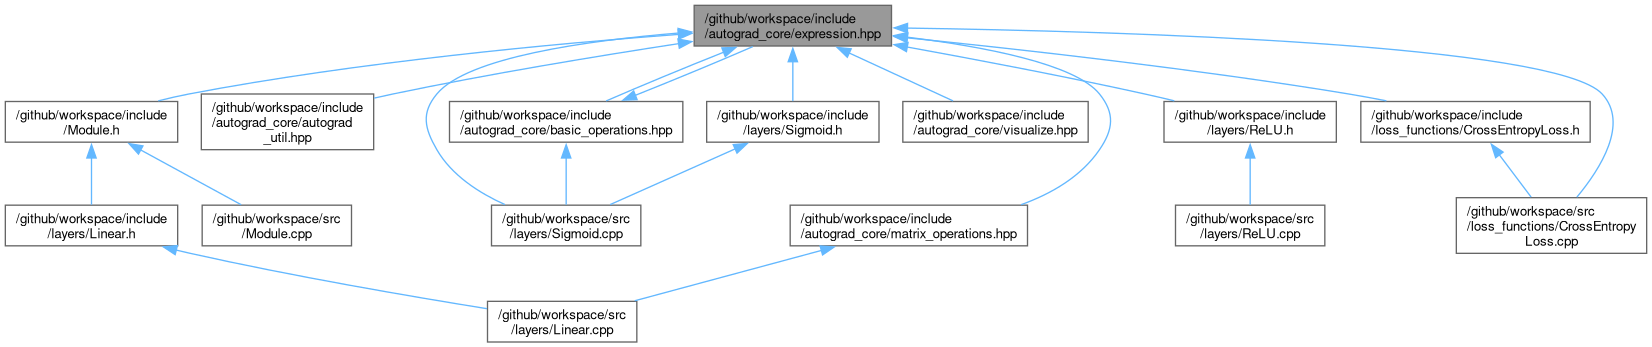 /github/workspace/include
/autograd_core/expression.hpp
/github/workspace/include
/Module.h
/github/workspace/include
/autograd_core/autograd
_util.hpp
/github/workspace/include
/autograd_core/basic_operations.hpp
/github/workspace/include
/layers/Sigmoid.h
/github/workspace/include
/autograd_core/visualize.hpp
/github/workspace/include
/layers/ReLU.h
/github/workspace/include
/loss_functions/CrossEntropyLoss.h
/github/workspace/include
/layers/Linear.h
/github/workspace/src
/Module.cpp
/github/workspace/src
/layers/Sigmoid.cpp
/github/workspace/include
/autograd_core/matrix_operations.hpp
/github/workspace/src
/layers/ReLU.cpp
/github/workspace/src
/loss_functions/CrossEntropy
Loss.cpp
/github/workspace/src
/layers/Linear.cpp